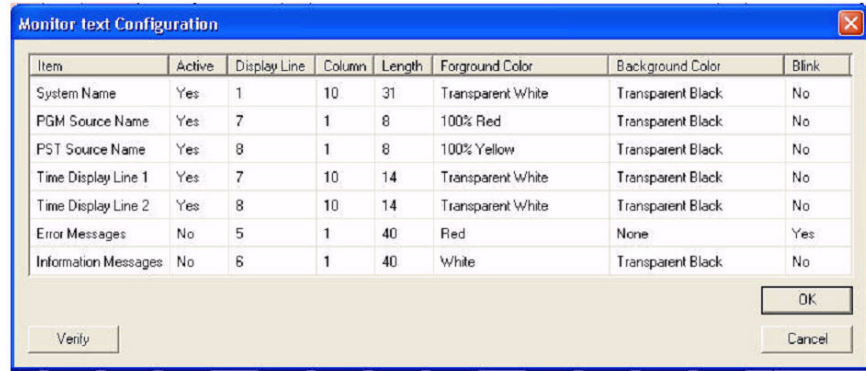 Monitor text Configuration
Item Active Display Line Column Length Forground Color Background Color Blink
System Name Yes 1 10 31 Transparent White Transparent Black No
PGM Source Name Yes 7 1 8 100% Red Transparent Black No
PST Source Name Yes 8 1 8 100% Yellow Transparent Black No
Time Display Line 1 Yes 7 10 14 Transparent White Transparent Black No
Time Display Line 2 Yes 8 10 14 Transparent White Transparent Black No
Error Messages No 5 1 40 Red None Yes
Information Messages No 6 1 40 White Transparent Black No
OK
Verify Cancel